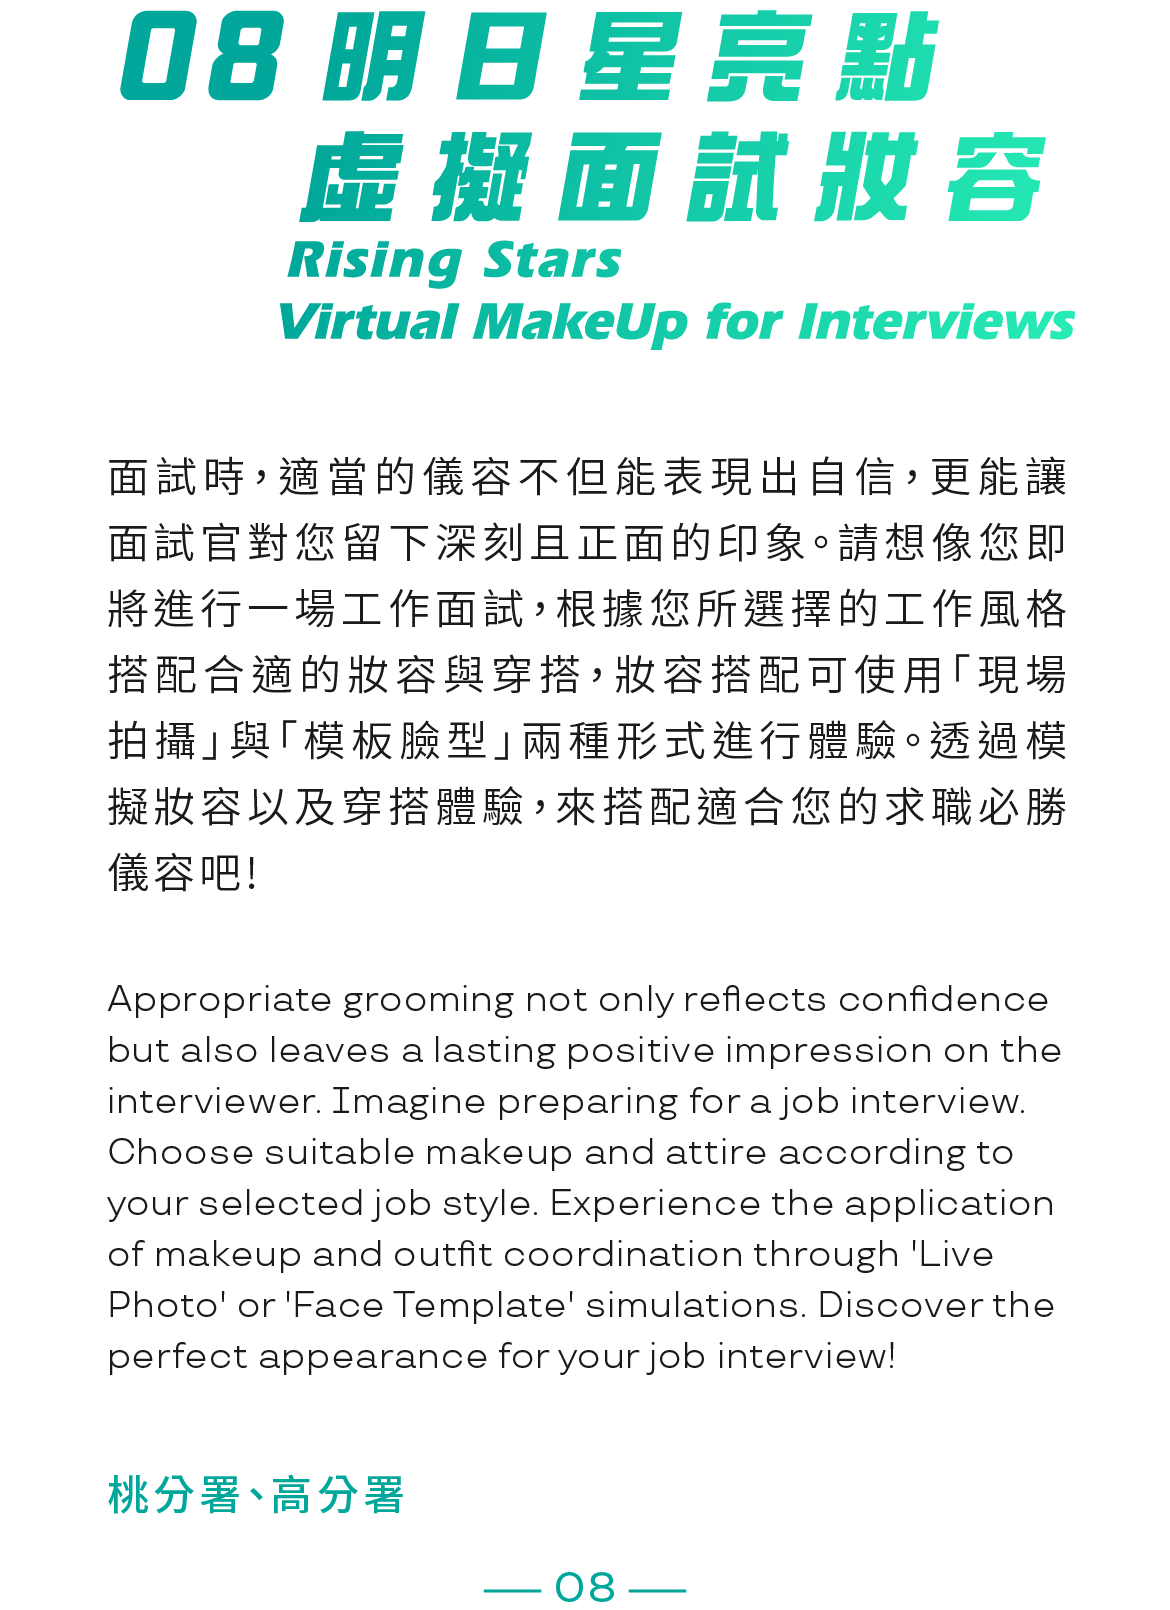 08 明日星亮點
虛擬面試妝容
Rising Stars
Virtual MakeUp for Interviews
面試時，適當的儀容不但能表現出自信，更能讓
面試官對您留下深刻且正面的印象。請想像您即
將進行一場工作面試，根據您所選擇的工作風格
搭配合適的妝容與穿搭，妝容搭配可使用「現場
拍攝」與「模板臉型」兩種形式進行體驗。透過模
擬妝容以及穿搭體驗，來搭配適合您的求職必勝
儀容吧！
Appropriate grooming not only reflects confidence
but also leaves a lasting positive impression on the
interviewer. Imagine preparing for a job interview.
Choose suitable makeup and attire according to
your selected job style. Experience the application
of makeup and outfit coordination through 'Live
Photo' or 'Face Template' simulations. Discover the
perfect appearance for your job interview!
桃分署、高分署
— 08 —